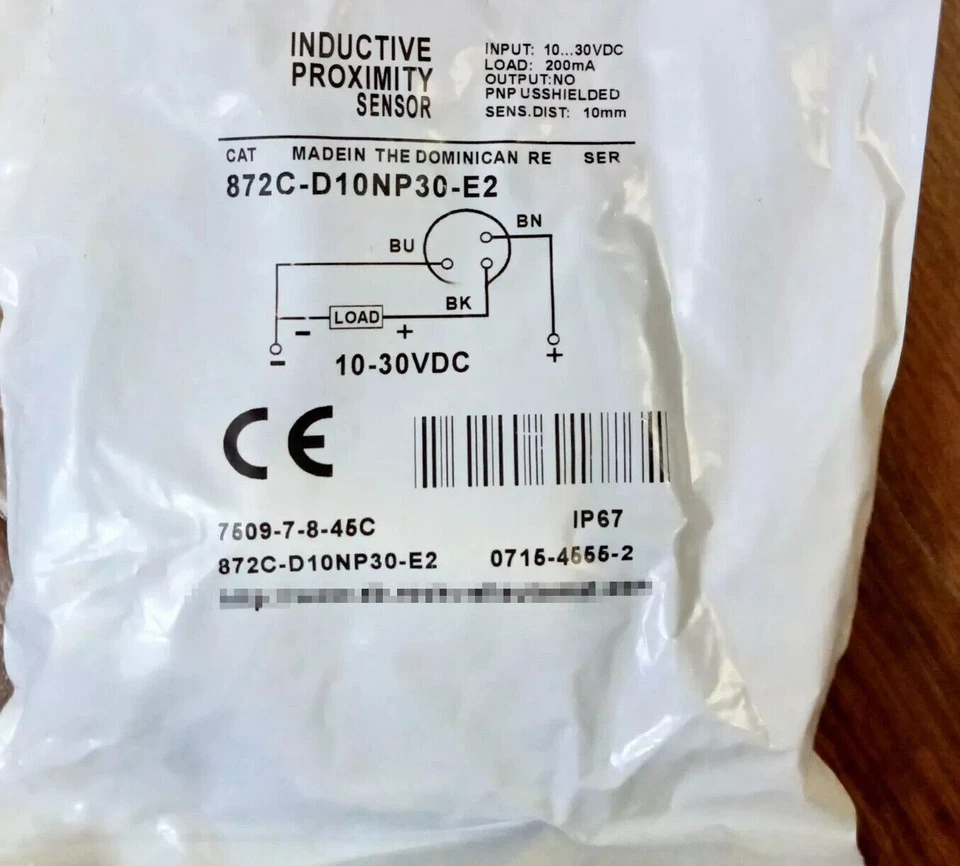 INDUCTIVE
PROXIMITY
SENSOR
INPUT: 10...30VDC
LOAD: 200mA
OUTPUT:NO
PNP USSHIELDED
SENS.DIST: 10mm
CAT MADEIN THE DOMINICAN RE SER
872C-D10NP30-E2
BN
BU
BK
LOAD
- +
- +
10-30VDC
CE
7509-7-8-45C IP67
872C-D10NP30-E2 0715-4555-2